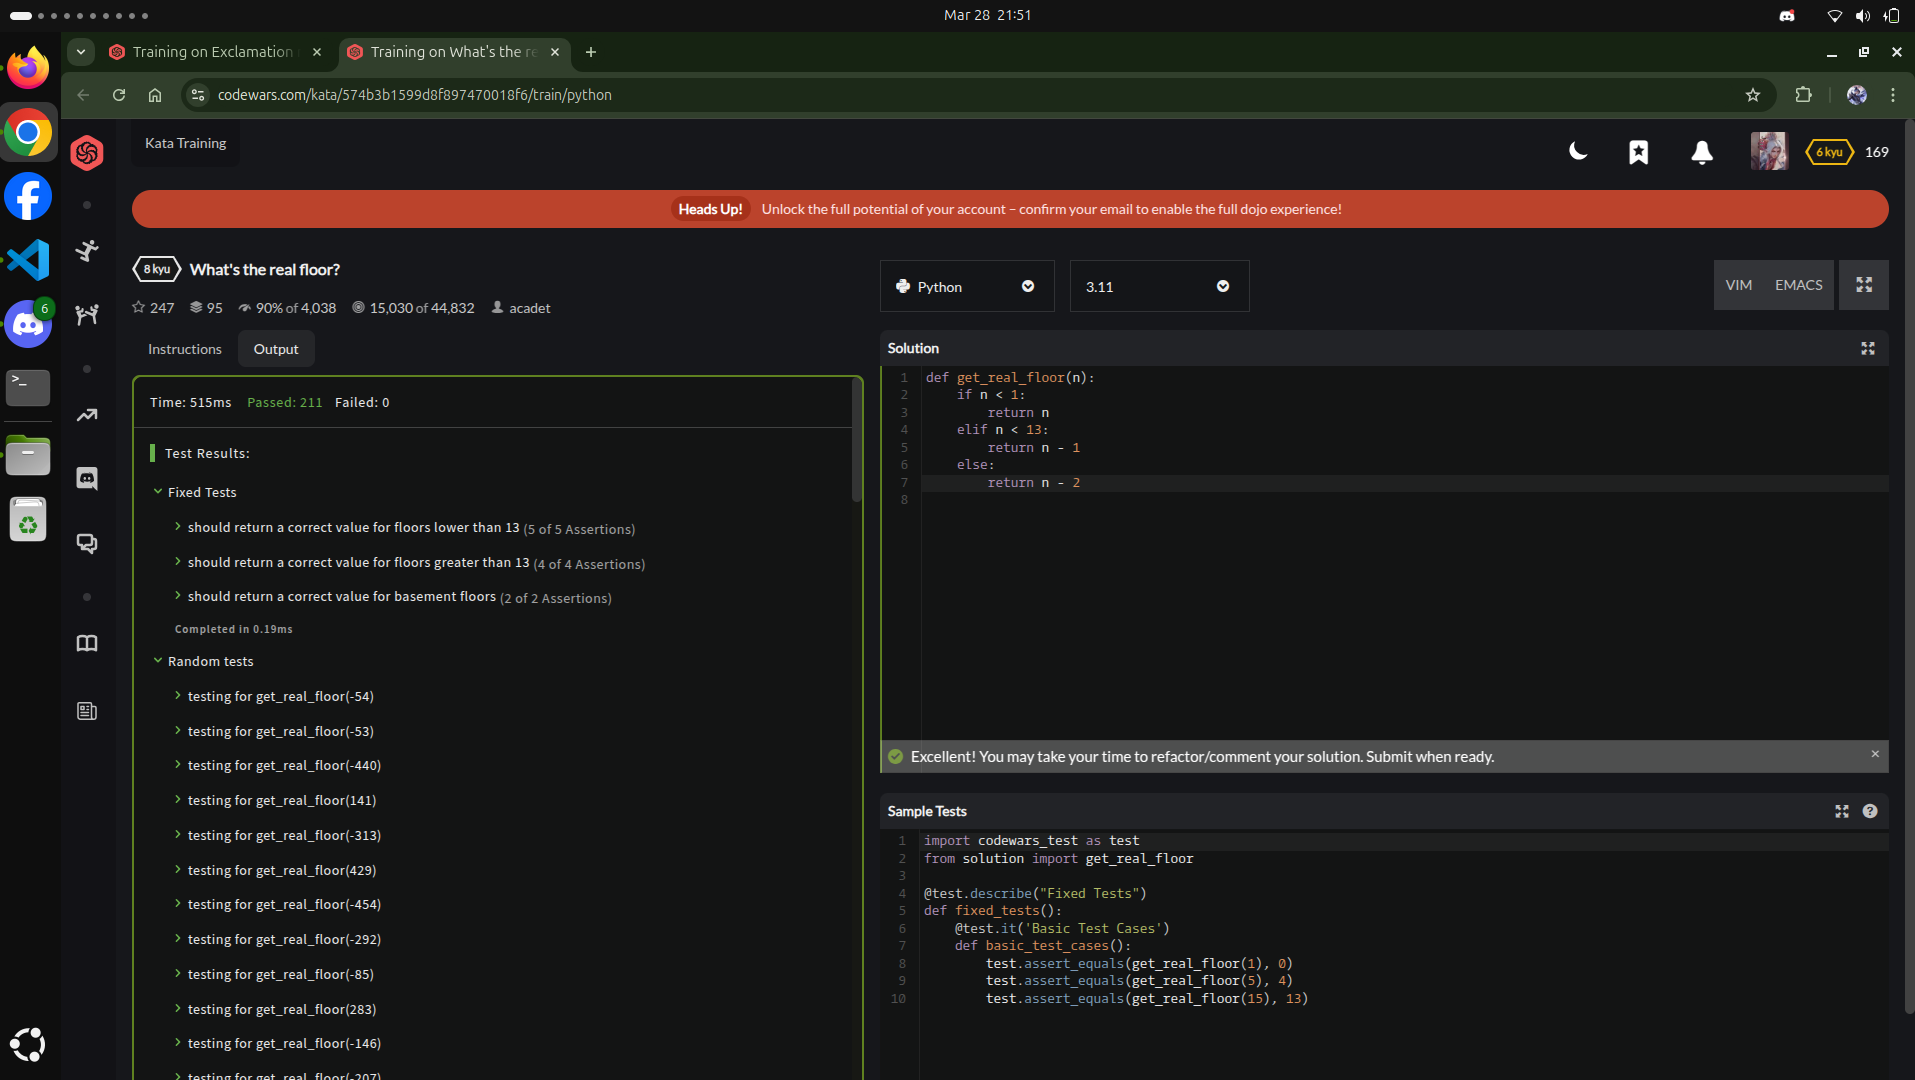 Mar 28 21:51
Training on Exclamation
Training on What's the re
codewars.com/kata/574b3b1599d8f897470018f6/train/python
Kata Training
6 kyu 169
Heads Up! Unlock the full potential of your account – confirm your email to enable the full dojo experience!
8 kyu What's the real floor?
247 95 90% of 4,038 15,030 of 44,832 acadet
Python
3.11
VIM EMACS
6
>_
Instructions Output
Time: 515ms Passed: 211 Failed: 0
Test Results:
Fixed Tests
should return a correct value for floors lower than 13 (5 of 5 Assertions)
should return a correct value for floors greater than 13 (4 of 4 Assertions)
should return a correct value for basement floors (2 of 2 Assertions)
Completed in 0.19ms
Random tests
testing for get_real_floor(-54)
testing for get_real_floor(-53)
testing for get_real_floor(-440)
testing for get_real_floor(141)
testing for get_real_floor(-313)
testing for get_real_floor(429)
testing for get_real_floor(-454)
testing for get_real_floor(-292)
testing for get_real_floor(-85)
testing for get_real_floor(283)
testing for get_real_floor(-146)
testing for get_real_floor(-207)
Solution
1 def get_real_floor(n):
2     if n < 1:
3         return n
4     elif n < 13:
5         return n - 1
6     else:
7         return n - 2
8
Excellent! You may take your time to refactor/comment your solution. Submit when ready.
Sample Tests
1 import codewars_test as test
2 from solution import get_real_floor
3
4 @test.describe("Fixed Tests")
5 def fixed_tests():
6     @test.it('Basic Test Cases')
7     def basic_test_cases():
8         test.assert_equals(get_real_floor(1), 0)
9         test.assert_equals(get_real_floor(5), 4)
10         test.assert_equals(get_real_floor(15), 13)